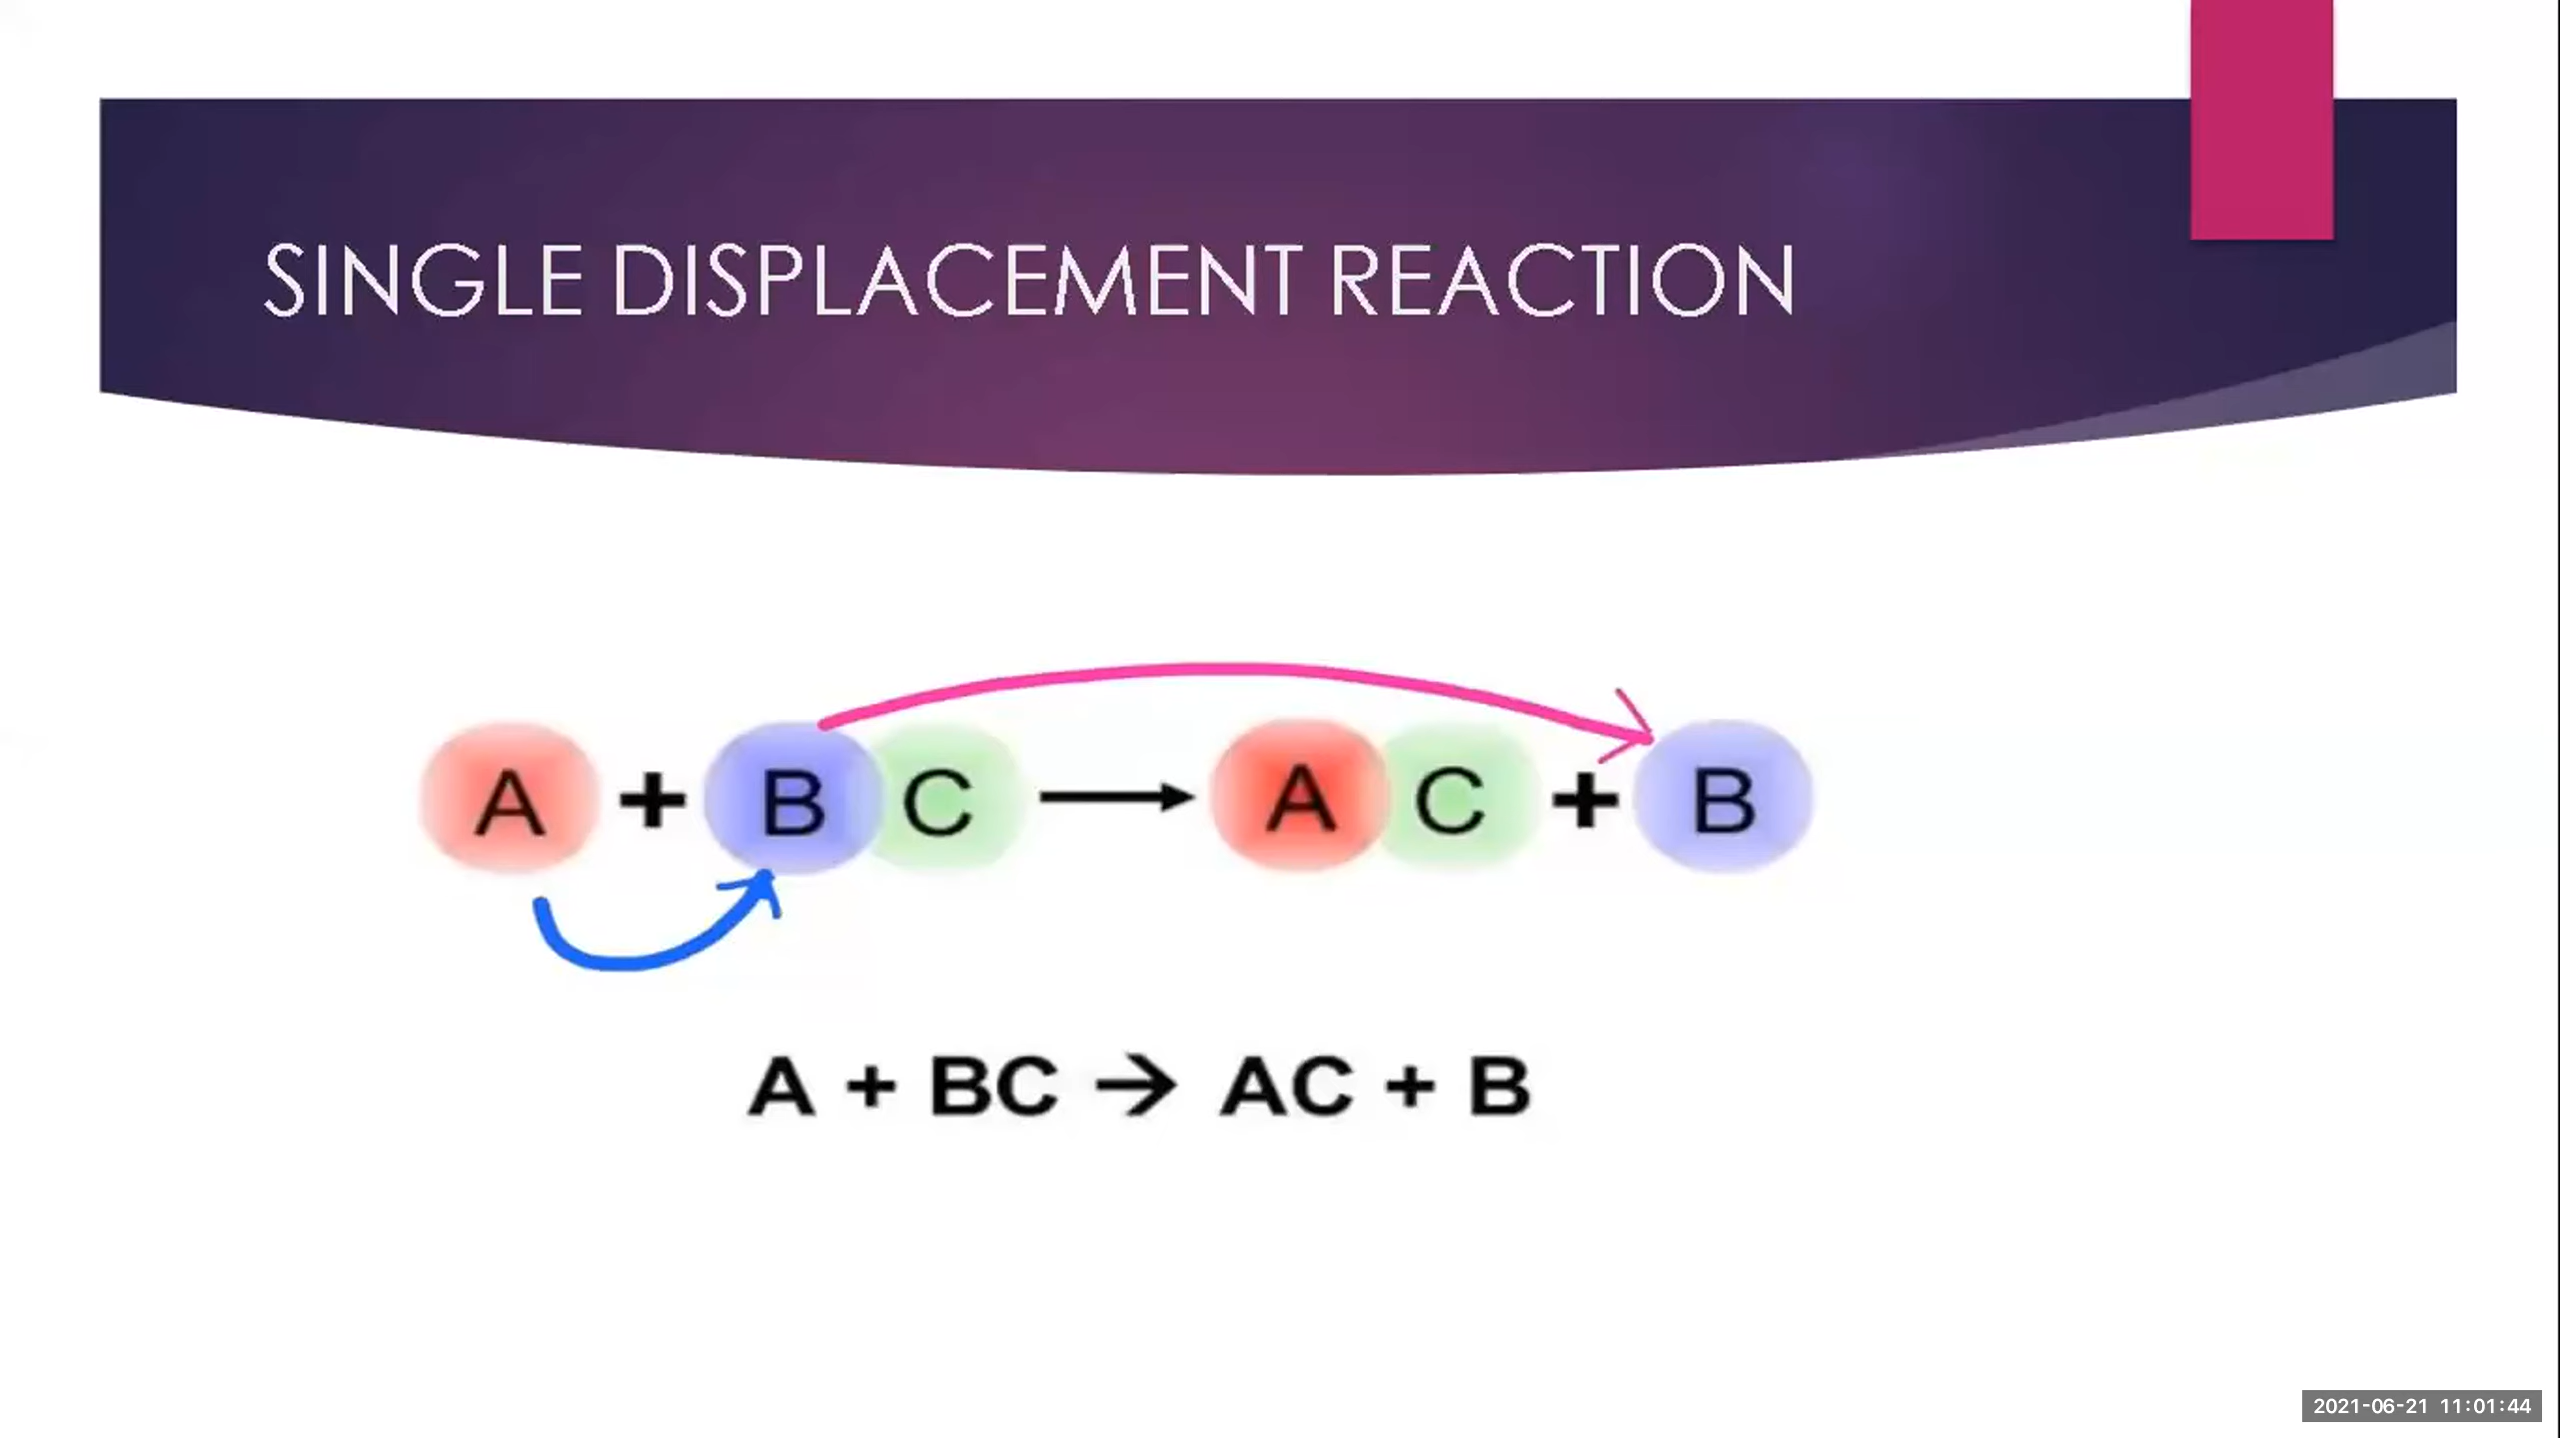 SINGLE DISPLACEMENT REACTION
A + B C → A C + B
A + BC → AC + B
2021-06-21 11:01:44